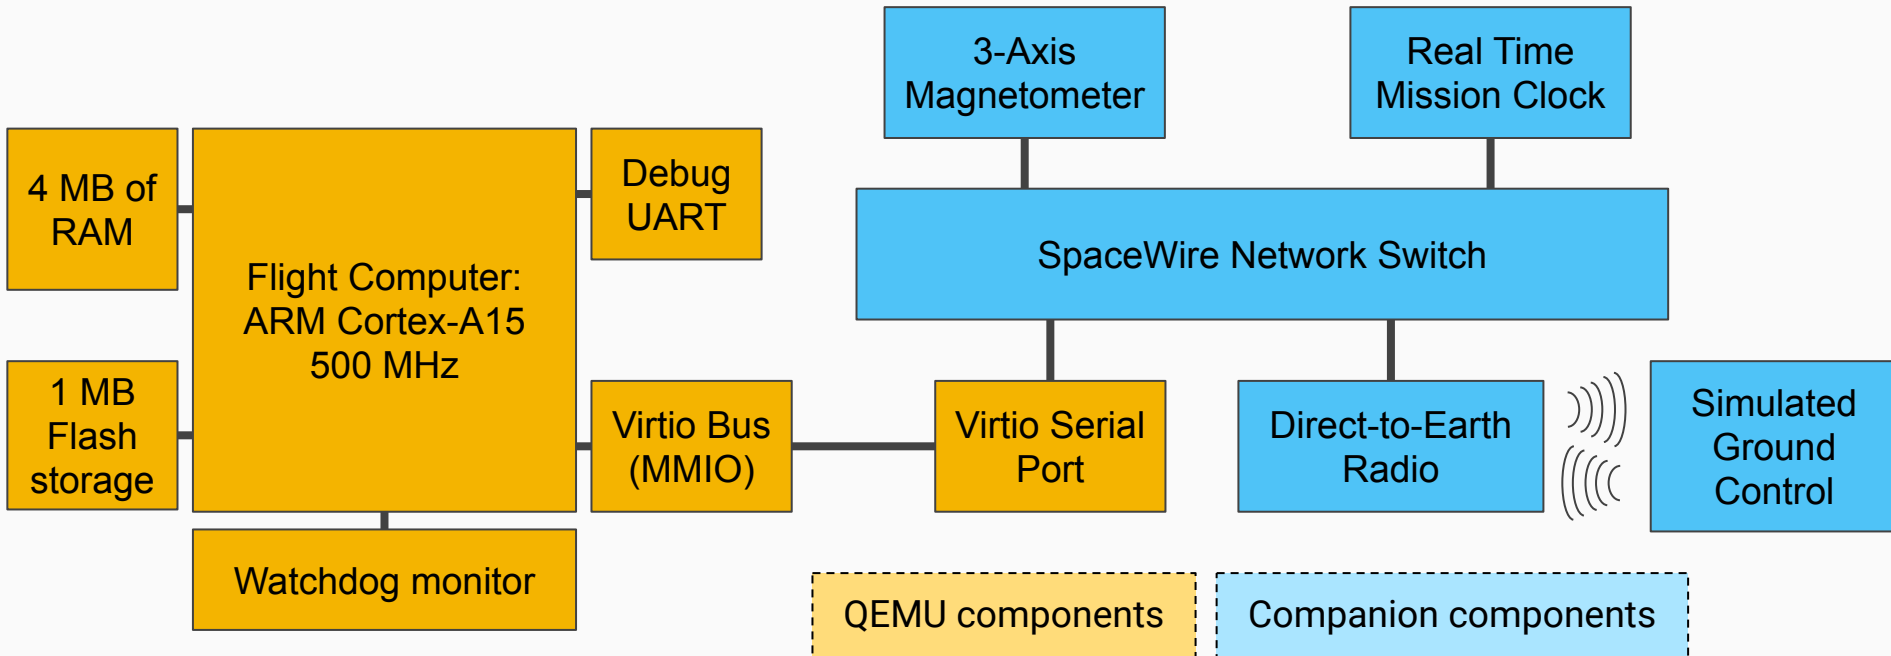 3-Axis
Magnetometer
Real Time
Mission Clock
4 MB of
RAM
Flight Computer:
ARM Cortex-A15
500 MHz
Debug
UART
SpaceWire Network Switch
1 MB
Flash
storage
Virtio Bus
(MMIO)
Virtio Serial
Port
Direct-to-Earth
Radio
Simulated
Ground
Control
Watchdog monitor
QEMU components
Companion components